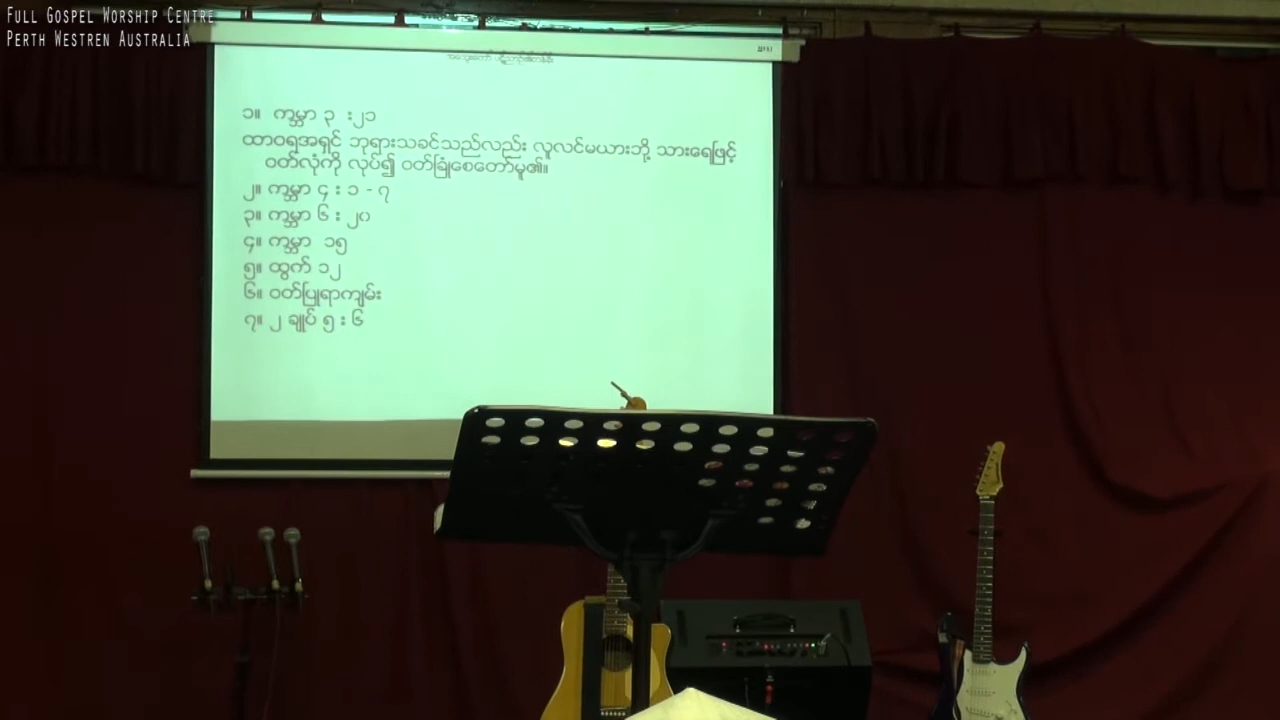 FULL GOSPEL WORSHIP CENTRE
PERTH WESTREN AUSTRALIA
၁။ ကမ္ဘာ ၃ :၂၁
ထာဝရအရှင် ဘုရားသခင်သည်လည်း လူလင်မယားဘို့ သားရေဖြင့်
ဝတ်လုံကို လုပ်၍ ဝတ်ခြုံစေတော်မူ၏။
၂။ ကမ္ဘာ ၄ : ၁ - ၇
၃။ ကမ္ဘာ ၆ : ၂၀
၄။ ကမ္ဘာ ၁၅
၅။ ထွက် ၁၂
၆။ ဝတ်ပြုရာကျမ်း
၇။ ၂ ချုပ် ၅ : ၆